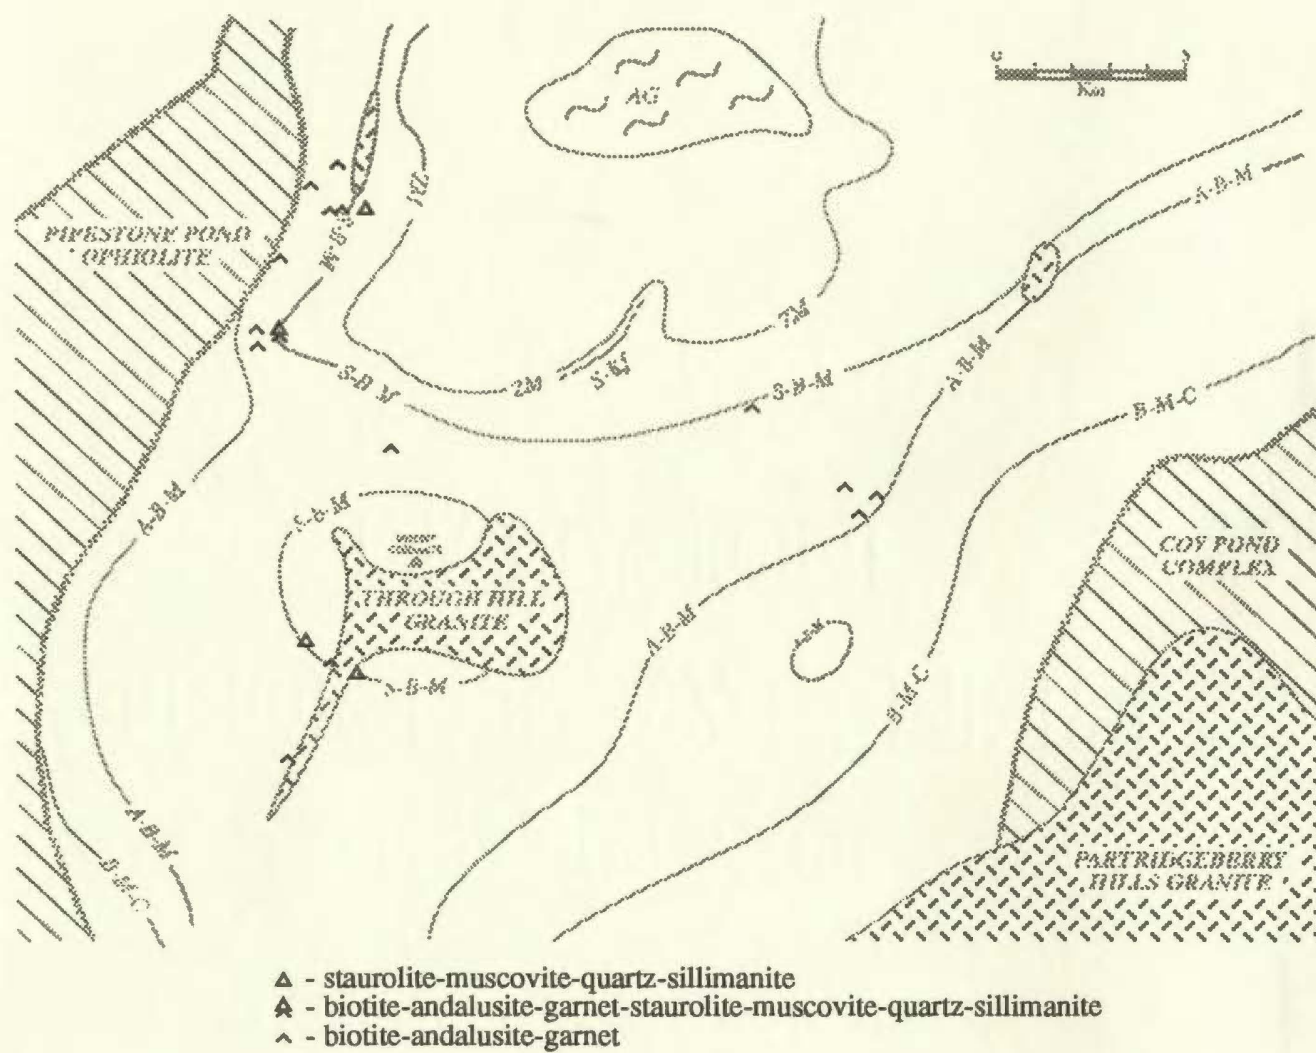 AG
Km
PIPESTONE POND
OPHIOLITE
A-B-M
S-B-M
2M
S-Kf
S-B-M
A-B-M
B-M-C
A-B-M
S-B-M
COY POND
COMPLEX
THROUGH HILL
GRANITE
A-B-M
S-B-M
B-M-C
A-B-M
B-M-C
PARTRIDGEBERRY
HILLS GRANITE
- staurolite-muscovite-quartz-sillimanite
- biotite-andalusite-garnet-staurolite-muscovite-quartz-sillimanite
- biotite-andalusite-garnet